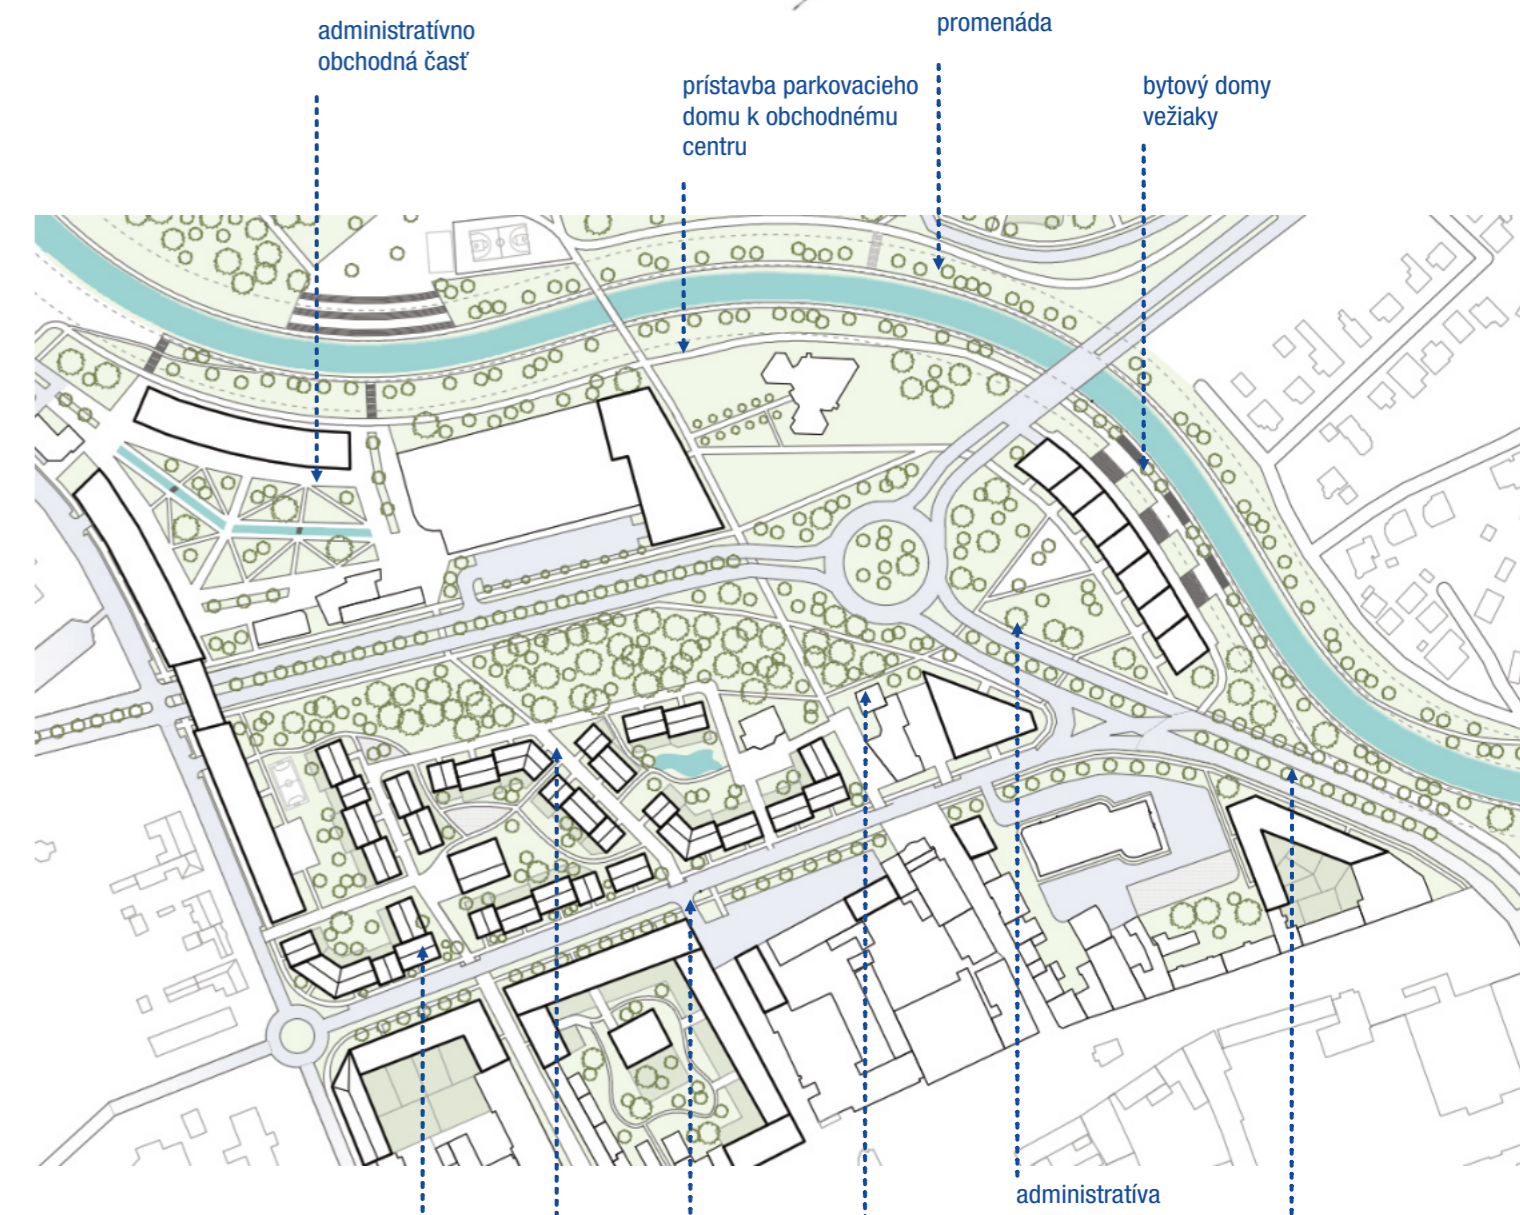 administratívno
obchodná časť
prístavba parkovacieho
domu k obchodnému
centru
promenáda
bytový domy
vežiaky
administratíva